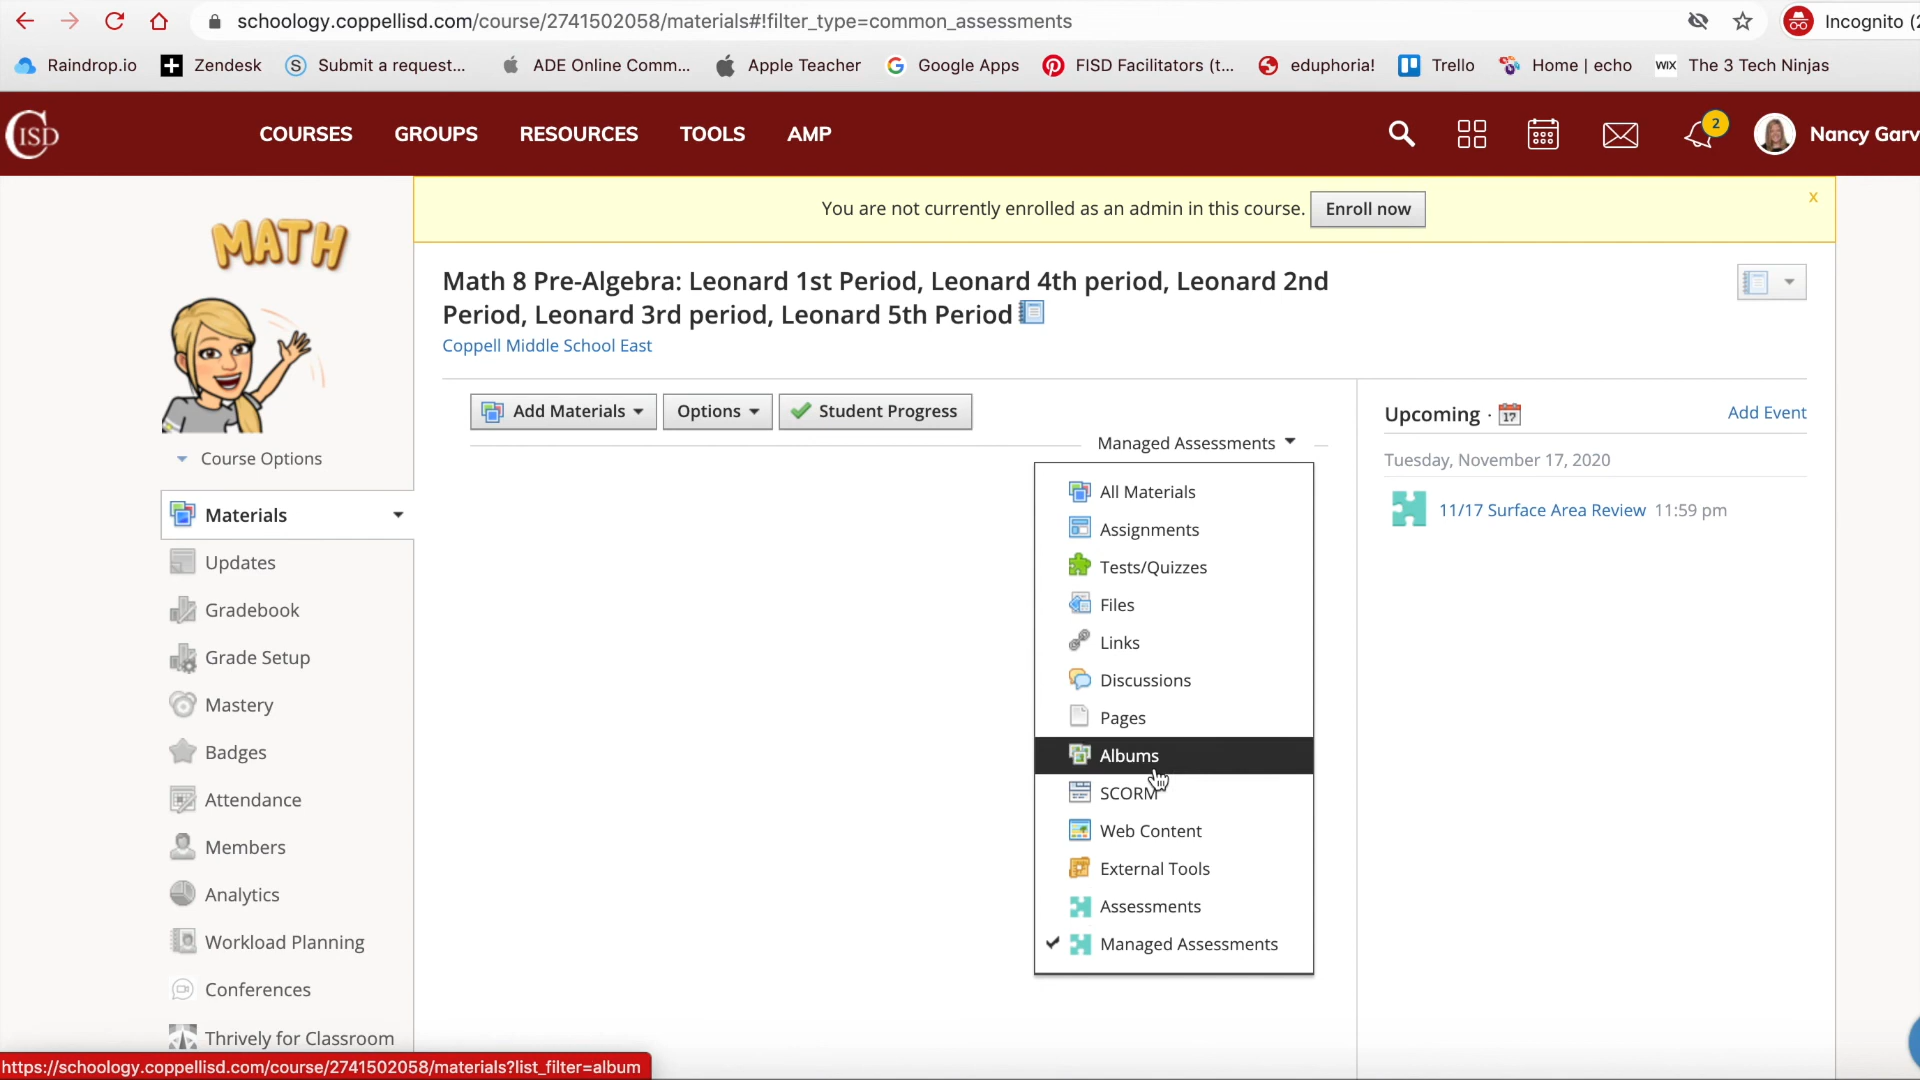 schoology.coppellisd.com/course/2741502058/materials#!filter_type=common_assessments
Incognito (2
Raindrop.io
Zendesk
Submit a request...
ADE Online Comm...
Apple Teacher
Google Apps
FISD Facilitators (t...
eduphoria!
Trello
Home | echo
WIX The 3 Tech Ninjas
CISD
COURSES
GROUPS
RESOURCES
TOOLS
AMP
2
Nancy Garv
MATH
You are not currently enrolled as an admin in this course.
Enroll now
x
Math 8 Pre-Algebra: Leonard 1st Period, Leonard 4th period, Leonard 2nd
Period, Leonard 3rd period, Leonard 5th Period
Coppell Middle School East
Course Options
Materials
Updates
Gradebook
Grade Setup
Mastery
Badges
Attendance
Members
Analytics
Workload Planning
Conferences
Thrively for Classroom
Add Materials
Options
Student Progress
Managed Assessments
All Materials
Assignments
Tests/Quizzes
Files
Links
Discussions
Pages
Albums
SCORM
Web Content
External Tools
Assessments
Managed Assessments
Upcoming · 17
Add Event
Tuesday, November 17, 2020
11/17 Surface Area Review 11:59 pm
https://schoology.coppellisd.com/course/2741502058/materials?list_filter=album